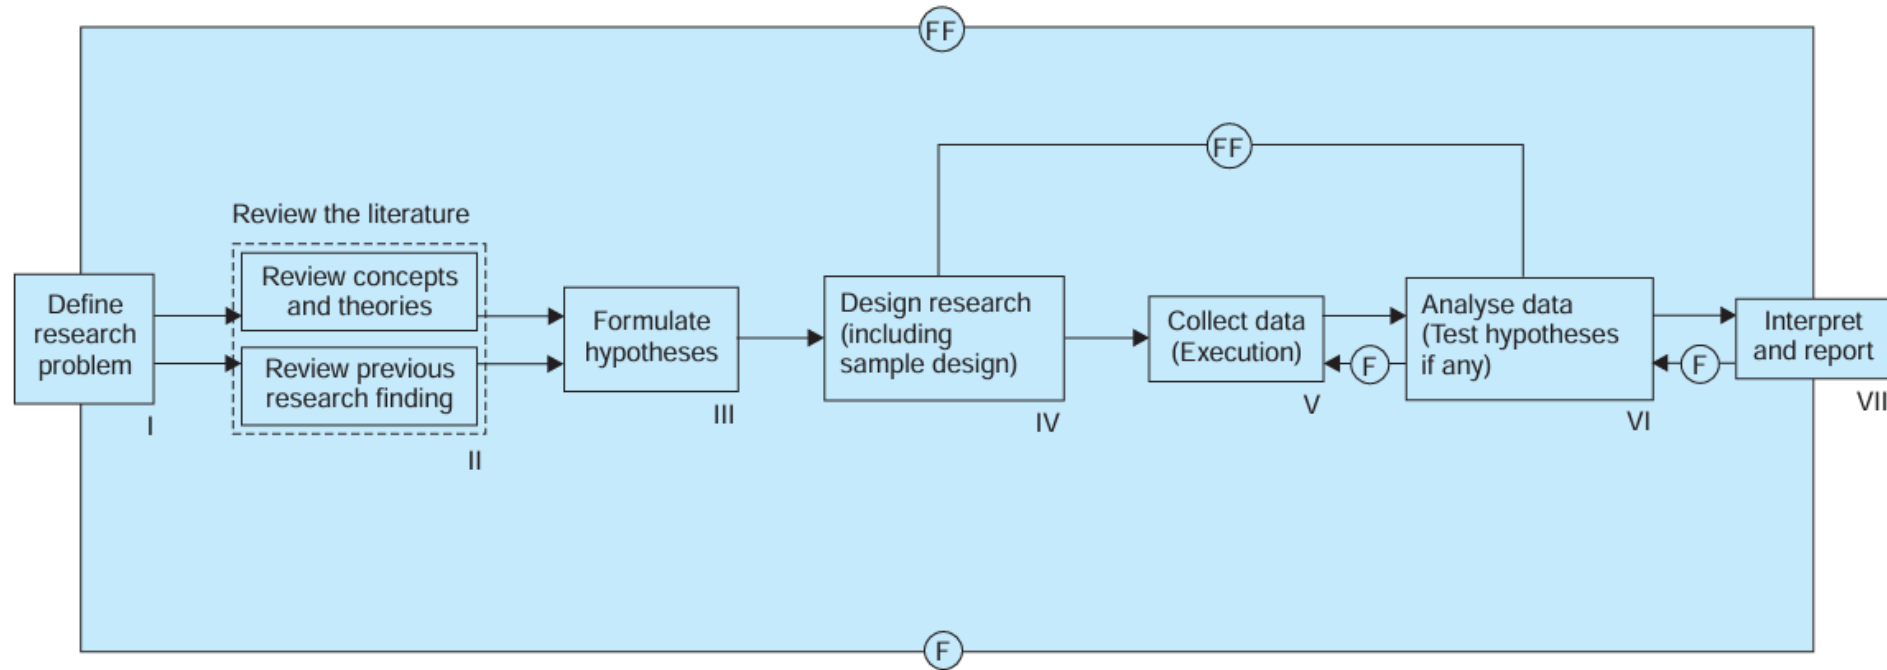 FF
FF
Review the literature
Review concepts
and theories
Define
research
problem
I
Review previous
research finding
II
Formulate
hypotheses
III
Design research
(including
sample design)
IV
Collect data
(Execution)
V
F
Analyse data
(Test hypotheses
if any)
VI
F
Interpret
and report
VII
F